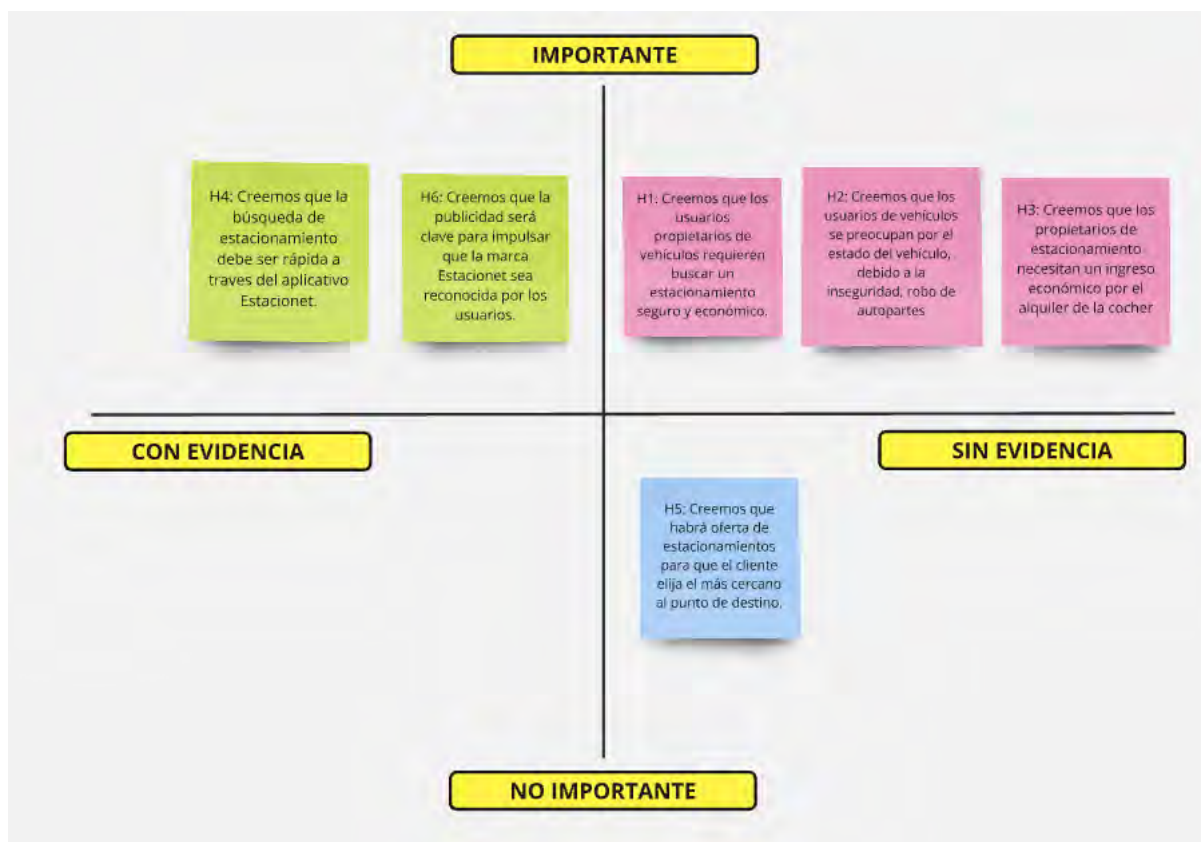 IMPORTANTE
H4: Creemos que la
búsqueda de
estacionamiento
debe ser rápida a
traves del aplicativo
Estacionet.
H6: Creemos que la
publicidad será
clave para impulsar
que la marca
Estacionet sea
reconocida por los
usuarios.
H1: Creemos que los
usuarios
propietarios de
vehículos requieren
buscar un
estacionamiento
seguro y económico.
H2: Creemos que los
usuarios de vehículos
se preocupan por el
estado del vehículo,
debido a la
inseguridad, robo de
autopartes
H3: Creemos que los
propietarios de
estacionamiento
necesitan un ingreso
económico por el
alquiler de la cocher
CON EVIDENCIA
SIN EVIDENCIA
H5: Creemos que
habrá oferta de
estacionamientos
para que el cliente
elija el más cercano
al punto de destino.
NO IMPORTANTE